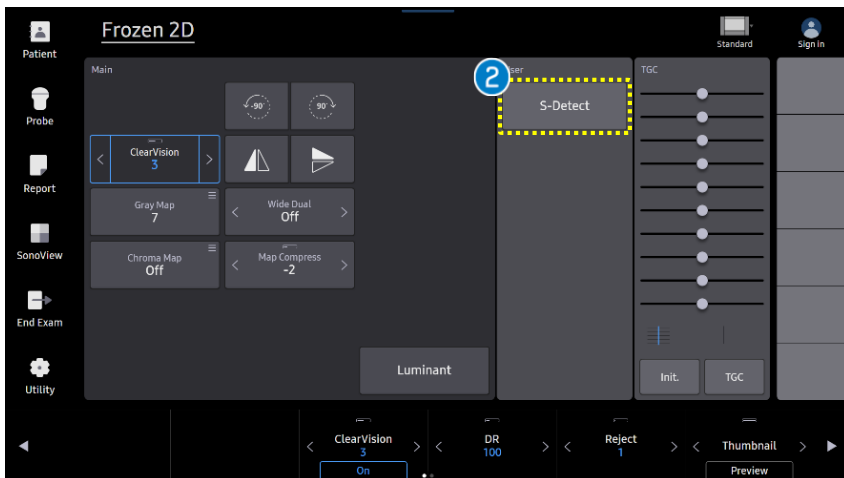 Frozen 2D
Standard
Sign in
Patient
Probe
Report
SonoView
End Exam
Utility
Main
-90°
90°
ClearVision
3
Gray Map
7
Wide Dual
Off
Chroma Map
Off
Map Compress
-2
Luminant
2
S-Detect
TGC
Init.
TGC
ClearVision
3
On
DR
100
Reject
1
Thumbnail
Preview